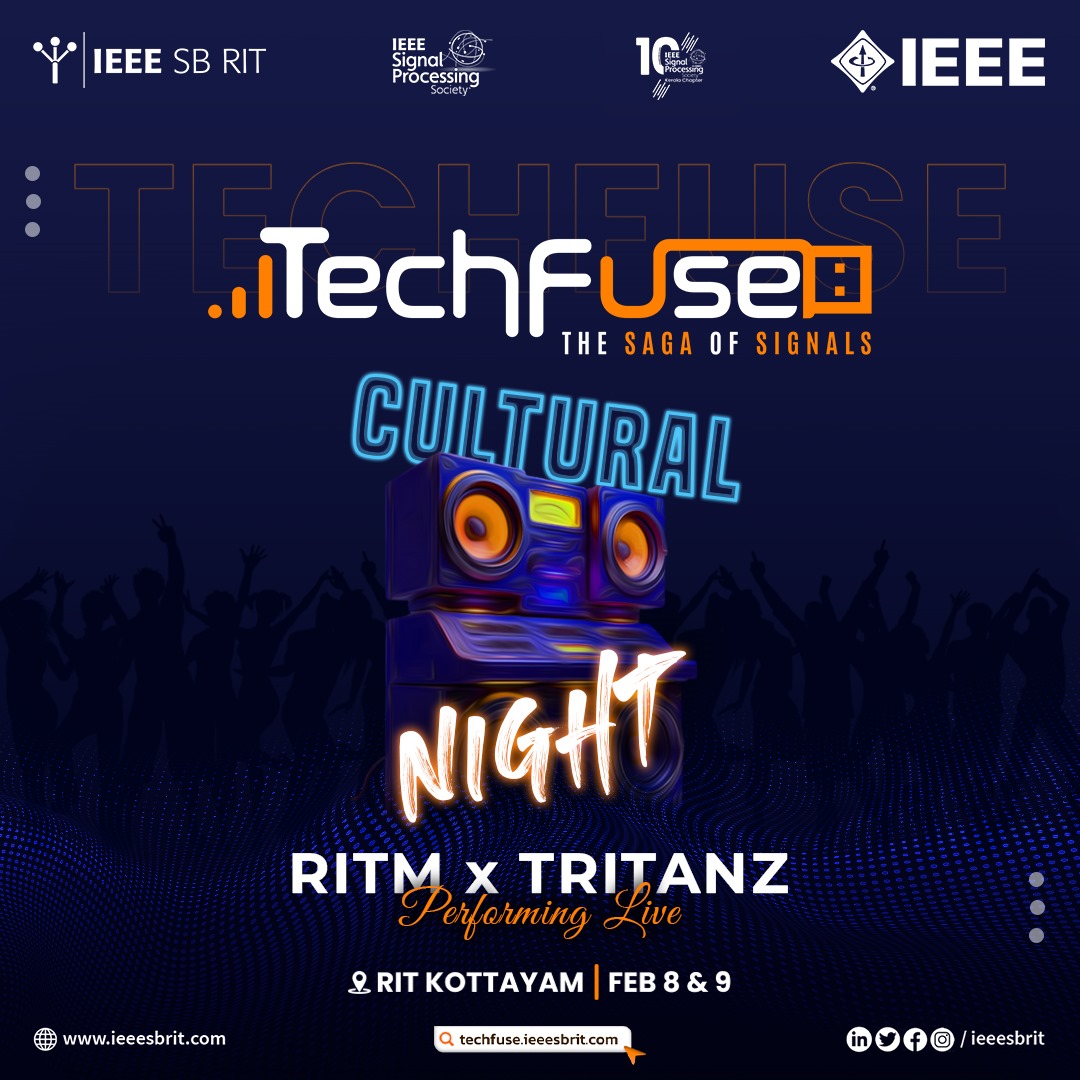 IEEE SB RIT
IEEE
Signal
Processing
Society
10
IEEE
Signal
Processing
Society
Kerala Chapter
IEEE
TECHFUSE
TechFuse
THE SAGA OF SIGNALS
CULTURAL
NIGHT
RITM x TRITANZ
Performing Live
RIT KOTTAYAM | FEB 8 & 9
www.ieeesbrit.com
techfuse.ieeesbrit.com
/ ieeesbrit